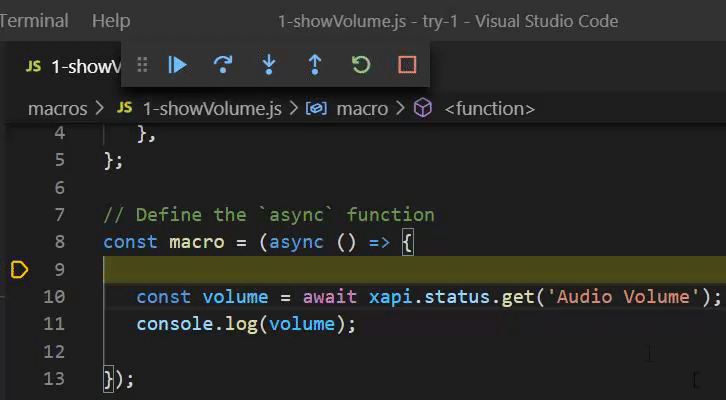 Terminal Help 1-showVolume.js - try-1 - Visual Studio Code
JS 1-showV
macros > JS 1-showVolume.js > macro > <function>
4 },
5 };
6
7 // Define the `async` function
8 const macro = (async () => {
9
10 const volume = await xapi.status.get('Audio Volume');
11 console.log(volume);
12
13 });